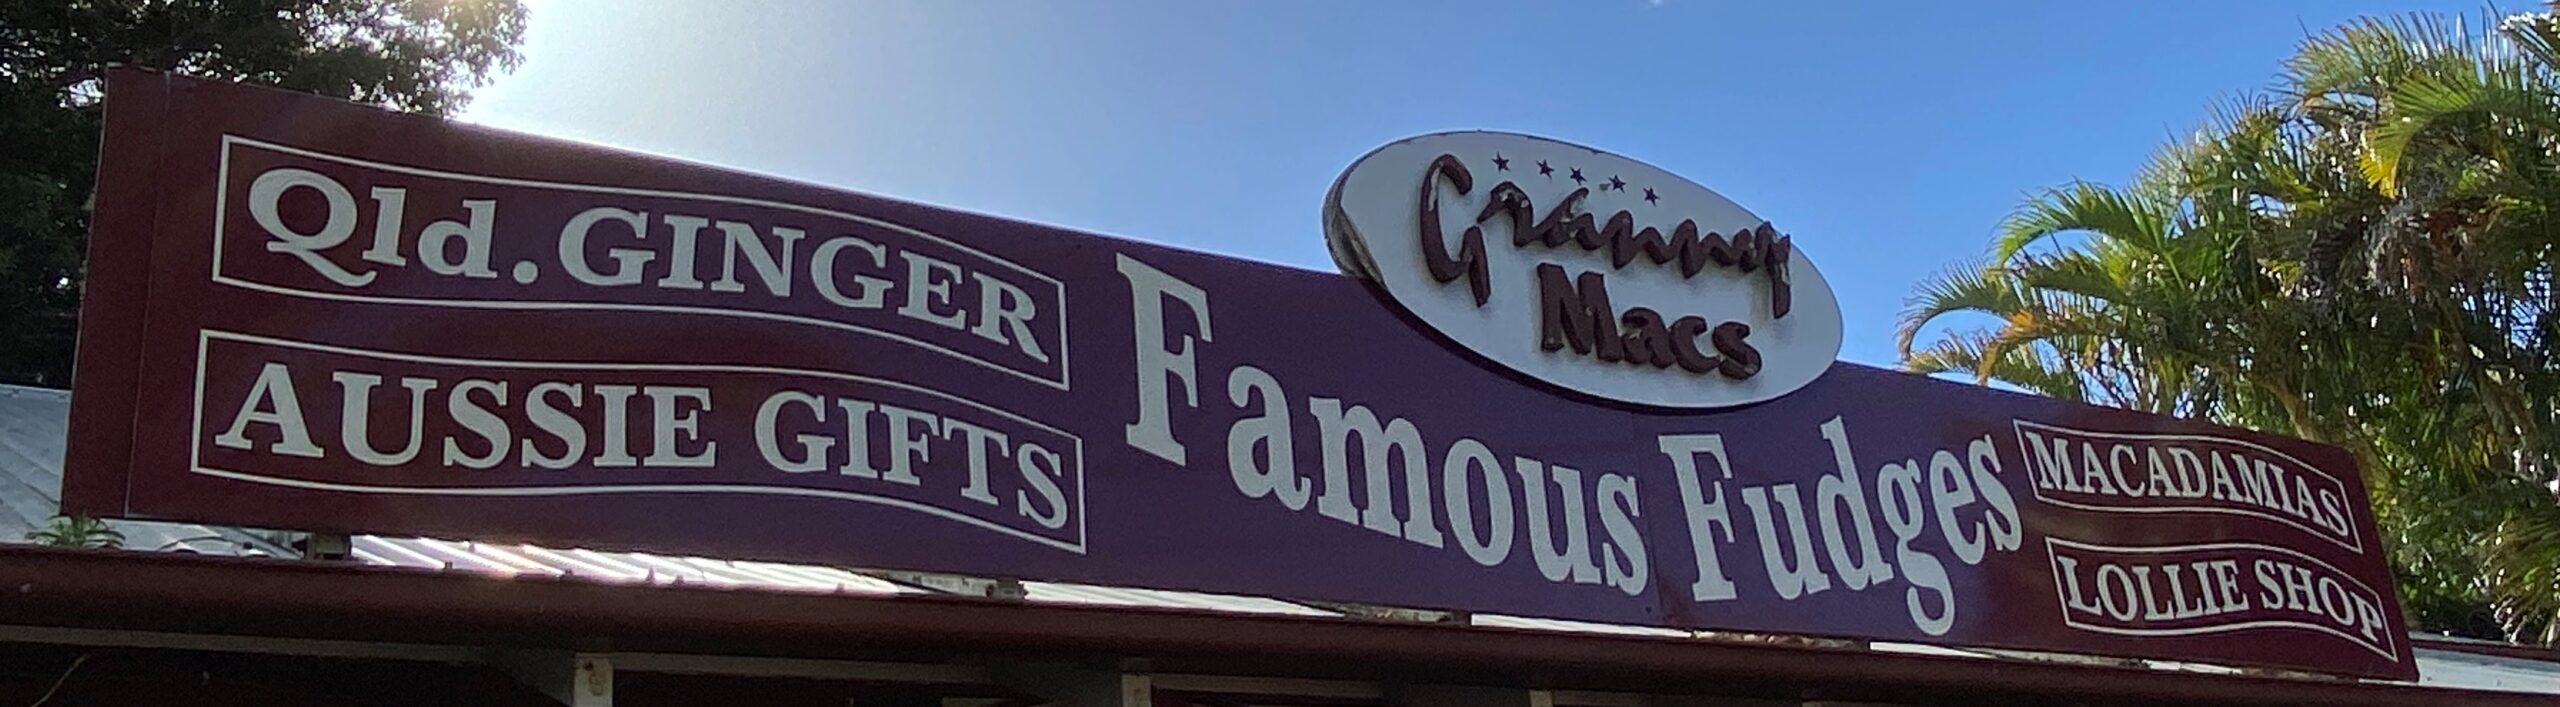 Qld. GINGER
AUSSIE GIFTS
Granny
Macs
Famous Fudges
MACADAMIAS
LOLLIE SHOP